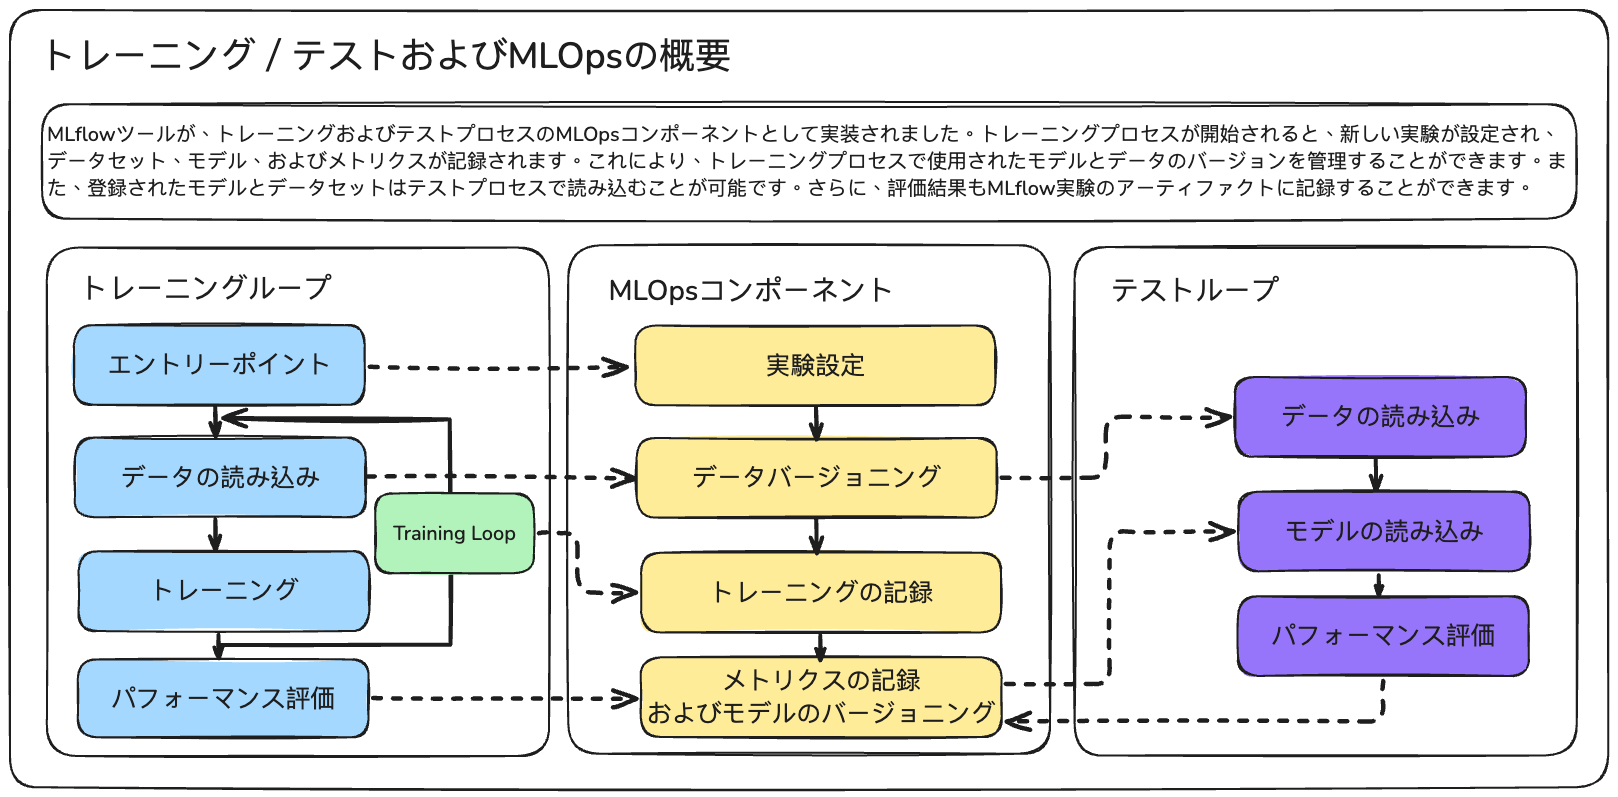 トレーニング / テストおよびMLOpsの概要
MLflowツールが、トレーニングおよびテストプロセスのMLOpsコンポーネントとして実装されました。トレーニングプロセスが開始されると、新しい実験が設定され、
データセット、モデル、およびメトリクスが記録されます。これにより、トレーニングプロセスで使用されたモデルとデータのバージョンを管理することができます。ま
た、登録されたモデルとデータセットはテストプロセスで読み込むことが可能です。さらに、評価結果もMLflow実験のアーティファクトに記録することができます。
トレーニングループ
エントリーポイント
データの読み込み
Training Loop
トレーニング
パフォーマンス評価
MLOpsコンポーネント
実験設定
データバージョニング
トレーニングの記録
メトリクスの記録
およびモデルのバージョニング
テストループ
データの読み込み
モデルの読み込み
パフォーマンス評価